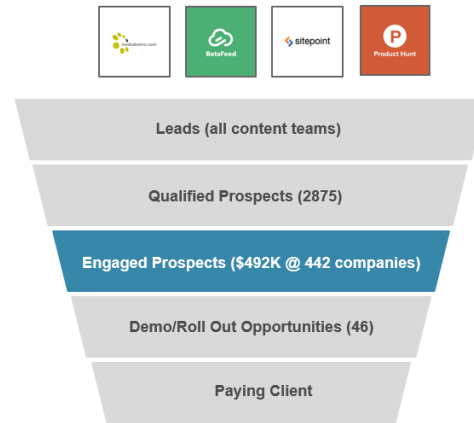 BetaFeed
sitepoint
P
Product Hunt
Leads (all content teams)
Qualified Prospects (2875)
Engaged Prospects ($492K @ 442 companies)
Demo/Roll Out Opportunities (46)
Paying Client